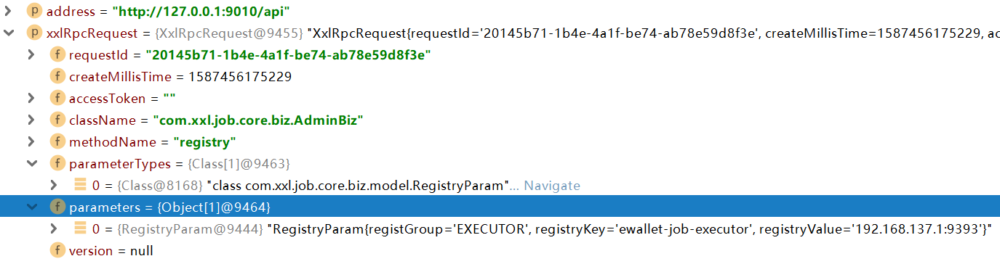 p address = "http://127.0.0.1:9010/api"
p xxlRpcRequest = {XxlRpcRequest@9455} "XxlRpcRequest{requestId='20145b71-1b4e-4a1f-be74-ab78e59d8f3e', createMillisTime=1587456175229, ac
f requestId = "20145b71-1b4e-4a1f-be74-ab78e59d8f3e"
f createMillisTime = 1587456175229
f accessToken = ""
f className = "com.xxl.job.core.biz.AdminBiz"
f methodName = "registry"
f parameterTypes = {Class[1]@9463}
0 = {Class@8168} "class com.xxl.job.core.biz.model.RegistryParam"... Navigate
f parameters = {Object[1]@9464}
0 = {RegistryParam@9444} "RegistryParam{registGroup='EXECUTOR', registryKey='ewallet-job-executor', registryValue='192.168.137.1:9393'}"
f version = null